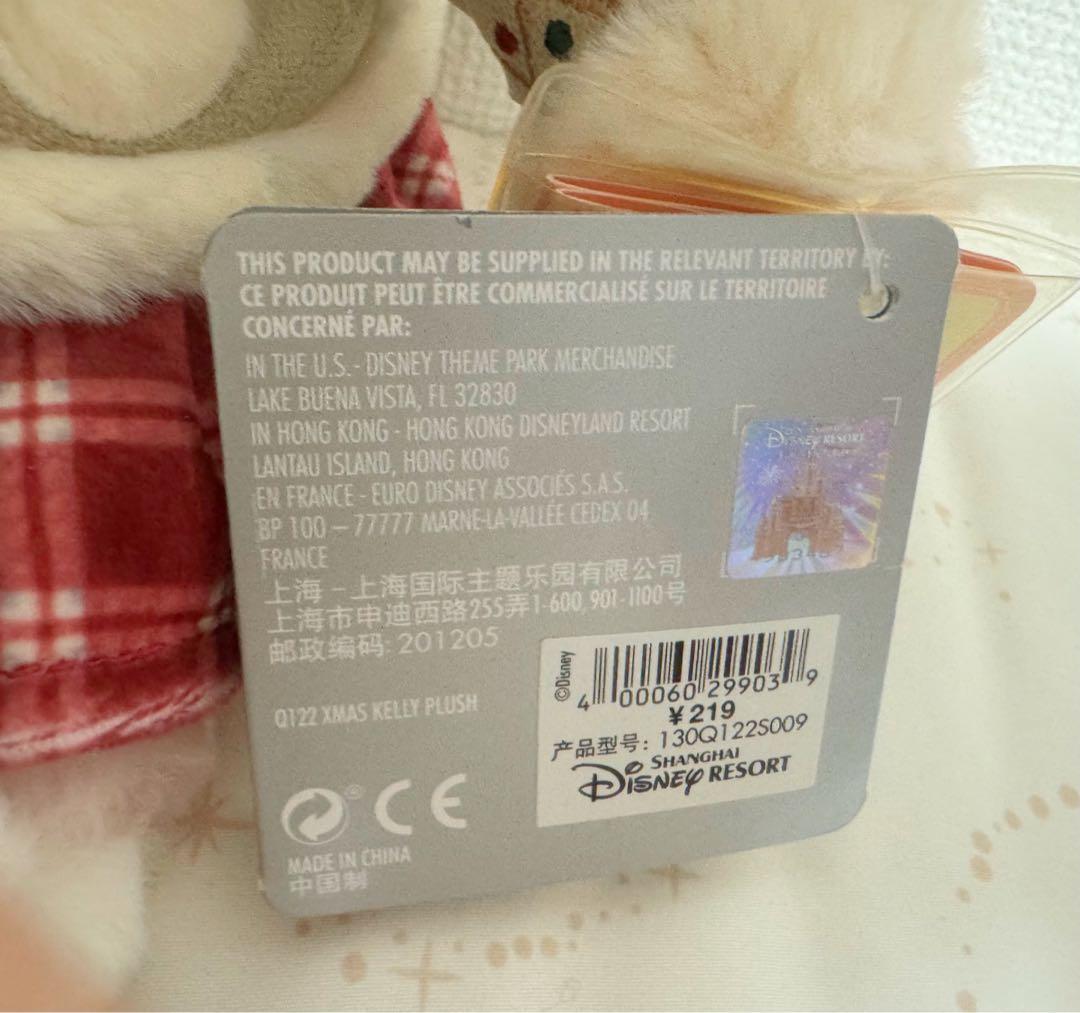 THIS PRODUCT MAY BE SUPPLIED IN THE RELEVANT TERRITORY BY:
CE PRODUIT PEUT ÊTRE COMMERCIALISÉ SUR LE TERRITOIRE
CONCERNÉ PAR:
IN THE U.S. - DISNEY THEME PARK MERCHANDISE
LAKE BUENA VISTA, FL 32830
IN HONG KONG - HONG KONG DISNEYLAND RESORT
LANTAU ISLAND, HONG KONG
EN FRANCE - EURO DISNEY ASSOCIÉS S.A.S.
BP 100 – 77777 MARNE-LA-VALLÉE CEDEX 04
FRANCE
上海 – 上海国际主题乐园有限公司
上海市申迪西路255弄1-600, 901-1100号
邮政编码: 201205
Q122 XMAS KELLY PLUSH
CE
MADE IN CHINA
中国制
DISNEY RESORT
©Disney
4 00060 29903 9
¥219
产品型号: 130Q122S009
SHANGHAI
DISNEY RESORT